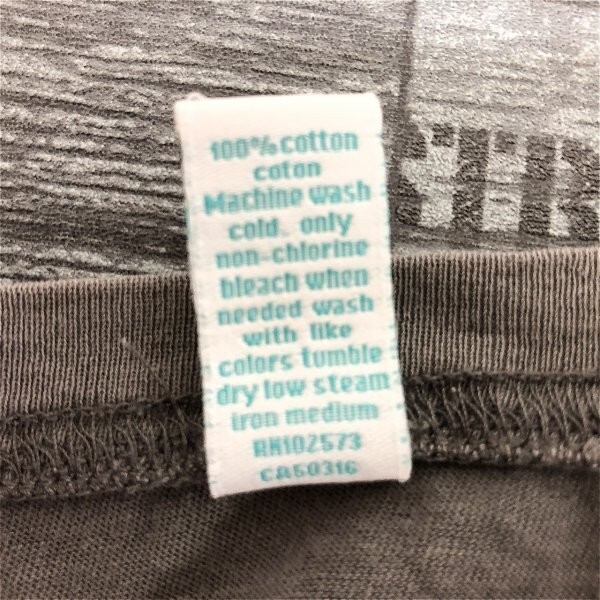 100% cotton
coton
Machine wash
cold. only
non-chlorine
bleach when
needed wash
with like
colors tumble
dry low steam
iron medium
RN102573
CA50316